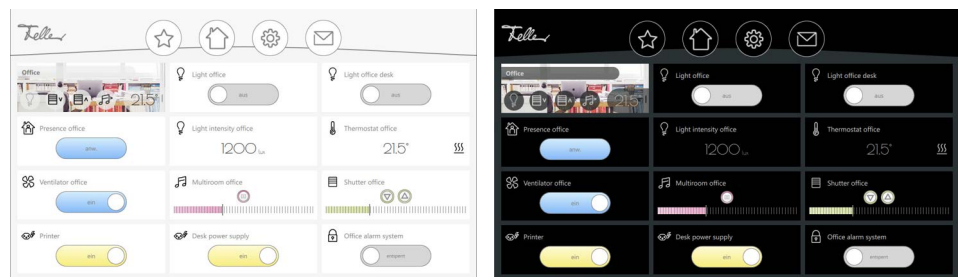 Feller
Office
Light office
aus
Light office desk
aus
21.5°
Presence office
anw.
Light intensity office
1200 lux
Thermostat office
21.5°
Ventilator office
ein
Multiroom office
Shutter office
Printer
ein
Desk power supply
ein
Office alarm system
entsperrt
Feller
Office
Light office
aus
Light office desk
aus
21.5°
Presence office
anw.
Light intensity office
1200 lux
Thermostat office
21.5°
Ventilator office
ein
Multiroom office
Shutter office
Printer
ein
Desk power supply
ein
Office alarm system
entsperrt